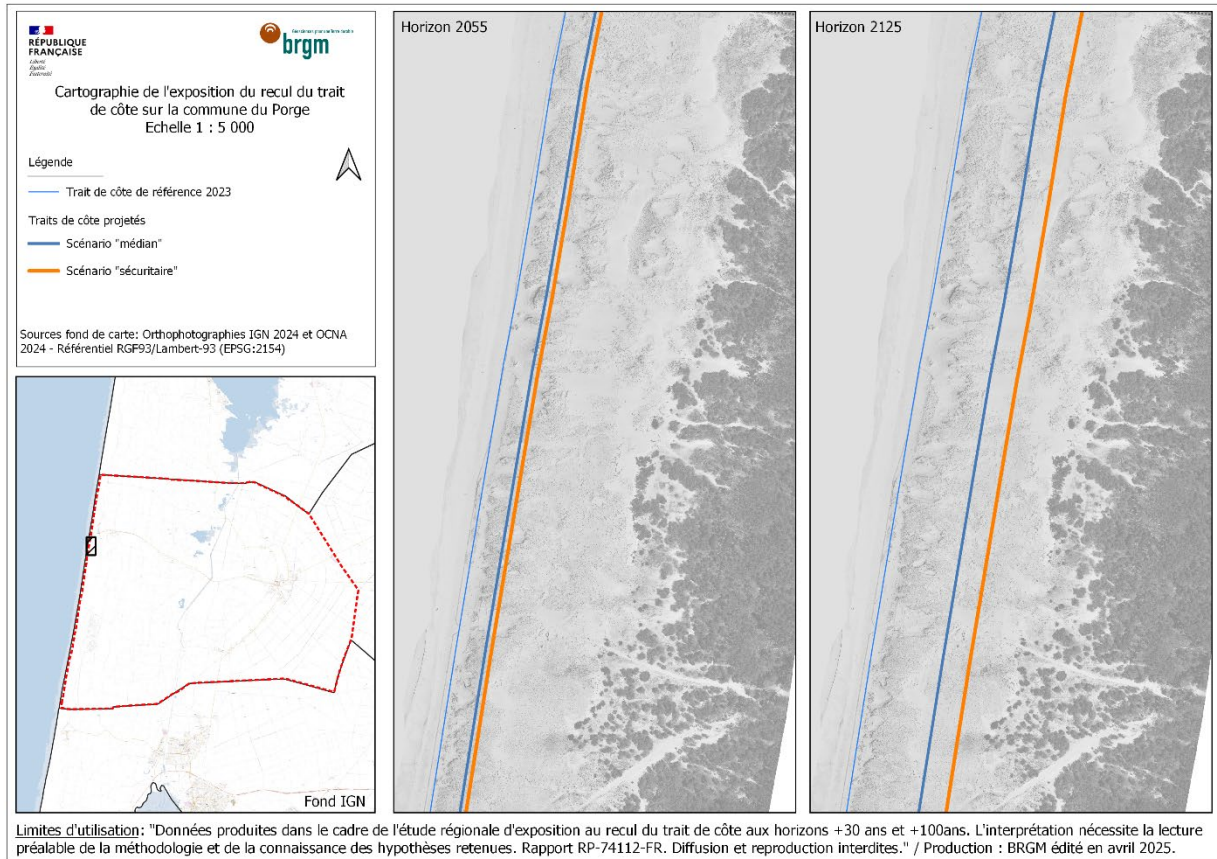 RÉPUBLIQUE
FRANÇAISE
Liberté
Égalité
Fraternité
Géosciences pour une Terre durable
brgm
Cartographie de l'exposition du recul du trait
de côte sur la commune du Porge
Echelle 1 : 5 000
Légende
Trait de côte de référence 2023
Traits de côte projetés
Scénario "médian"
Scénario "sécuritaire"
Sources fond de carte: Orthophotographies IGN 2024 et OCNA
2024 - Référentiel RGF93/Lambert-93 (EPSG:2154)
Fond IGN
Horizon 2055
Horizon 2125
Limites d'utilisation: "Données produites dans le cadre de l'étude régionale d'exposition au recul du trait de côte aux horizons +30 ans et +100ans. L'interprétation nécessite la lecture
préalable de la méthodologie et de la connaissance des hypothèses retenues. Rapport RP-74112-FR. Diffusion et reproduction interdites." / Production : BRGM édité en avril 2025.